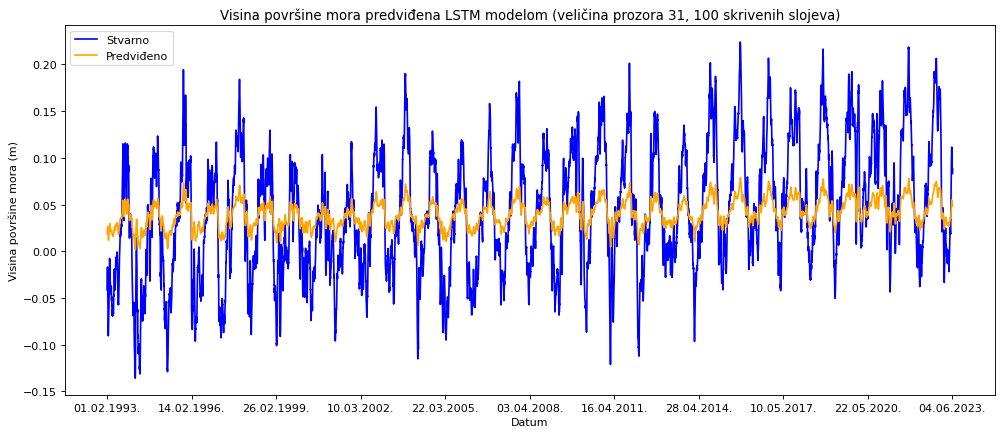 Visina površine mora predviđena LSTM modelom (veličina prozora 31, 100 skrivenih slojeva)
Stvarno
Predviđeno
Visina površine mora (m)
0.20
0.15
0.10
0.05
0.00
−0.05
−0.10
−0.15
01.02.1993. 14.02.1996. 26.02.1999. 10.03.2002. 22.03.2005. 03.04.2008. 16.04.2011. 28.04.2014. 10.05.2017. 22.05.2020. 04.06.2023.
Datum